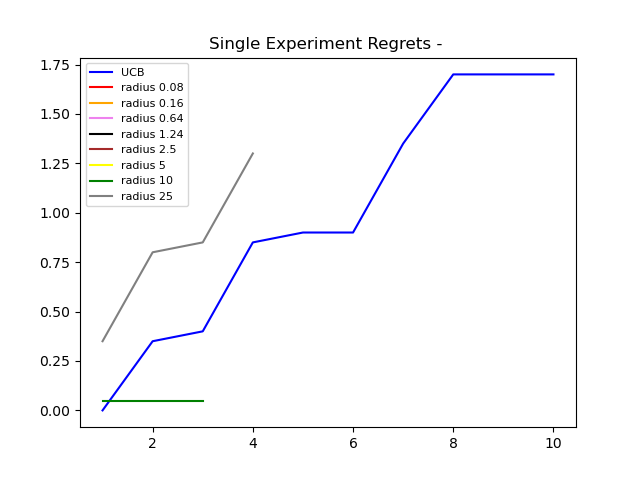 Single Experiment Regrets -
1.75
1.50
1.25
1.00
0.75
0.50
0.25
0.00
UCB
radius 0.08
radius 0.16
radius 0.64
radius 1.24
radius 2.5
radius 5
radius 10
radius 25
2 4 6 8 10